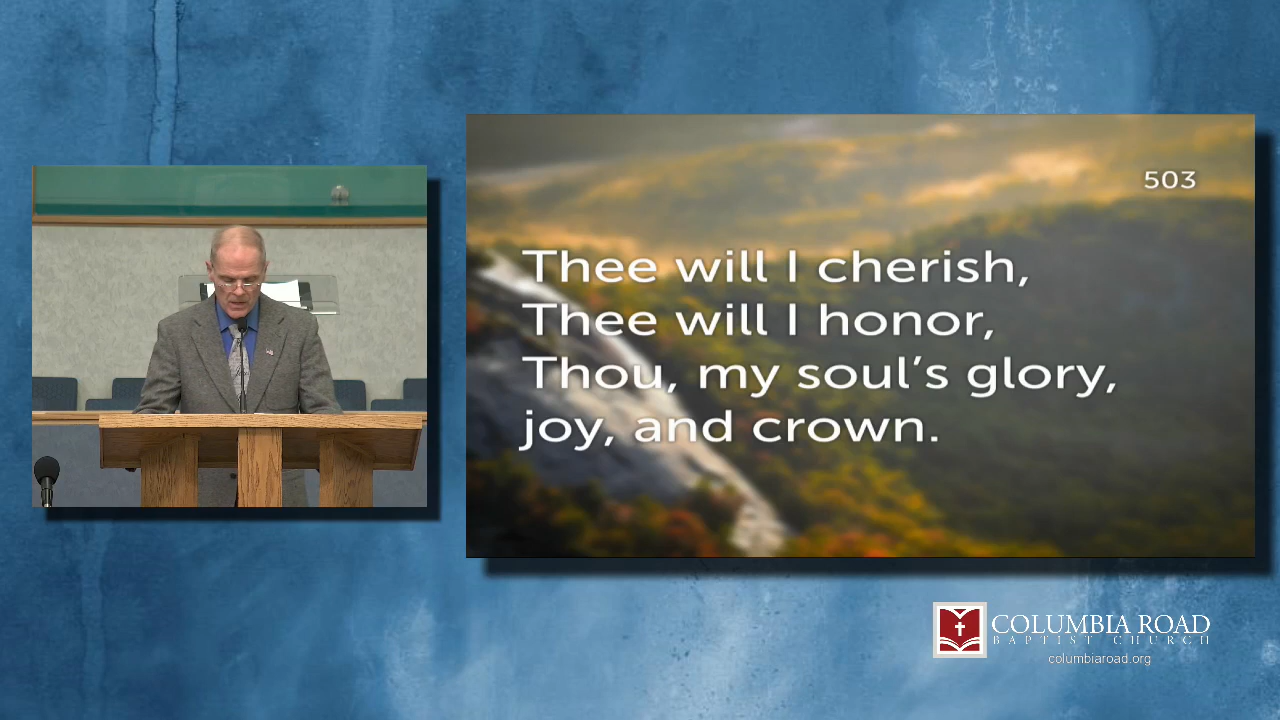 503
Thee will I cherish,
Thee will I honor,
Thou, my soul's glory,
joy, and crown.
COLUMBIA ROAD
BAPTIST CHURCH
columbiaroad.org